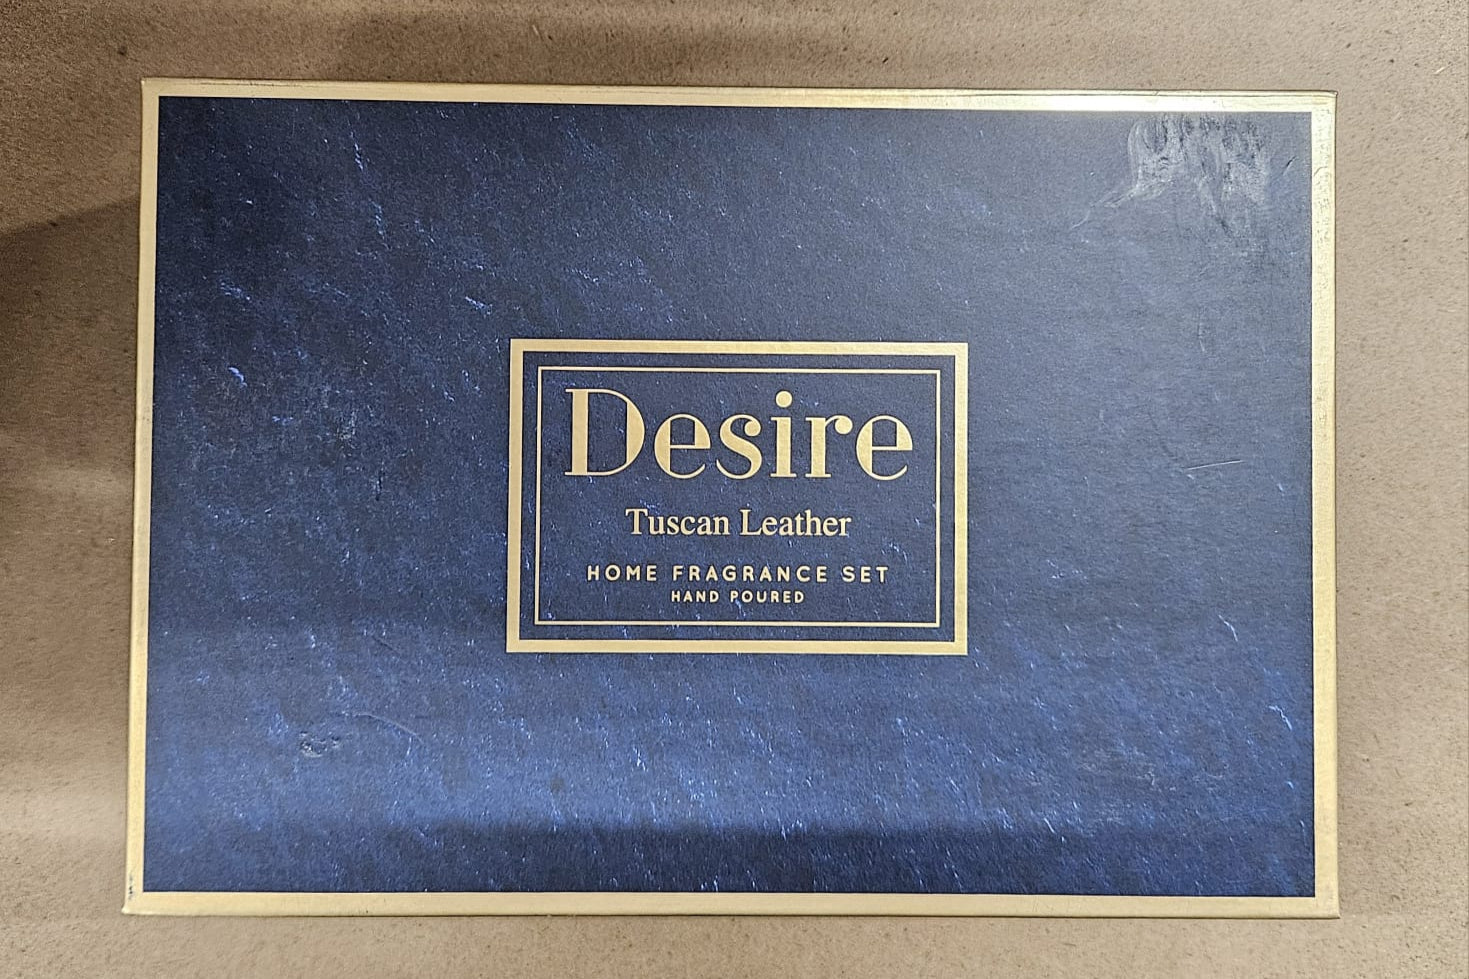 Desire
Tuscan Leather
HOME FRAGRANCE SET
HAND POURED